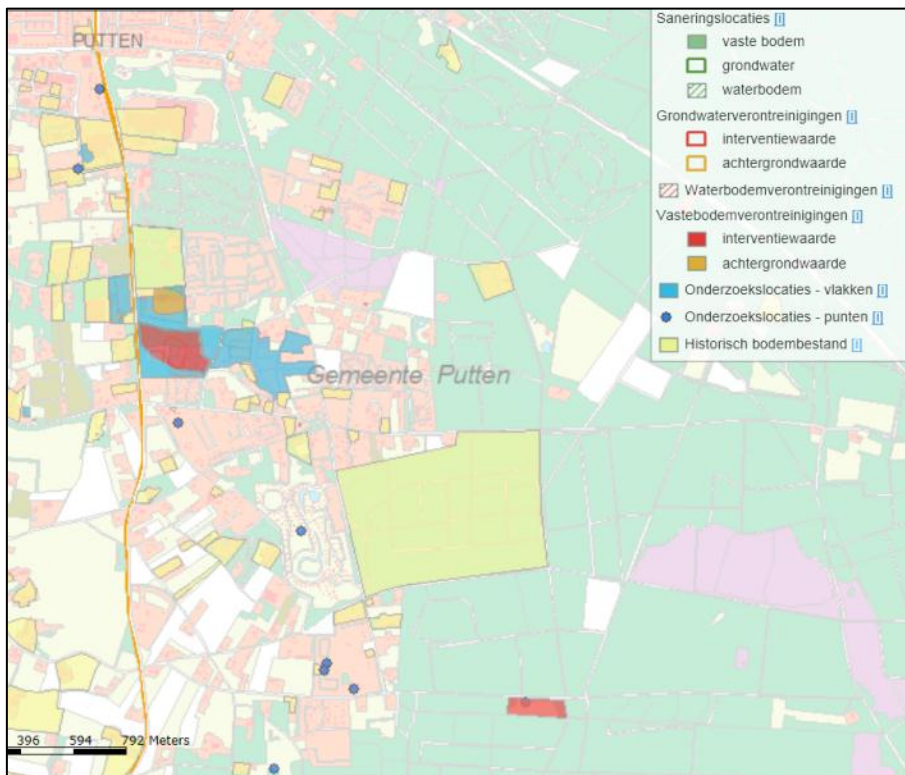 PUTTEN
Gemeente Putten
396 594 792 Meters
Saneringslocaties [i]
vaste bodem
grondwater
waterbodem
Grondwaterverontreinigingen [i]
interventiewaarde
achtergrondwaarde
Waterbodemverontreinigingen [i]
Vastebodemverontreinigingen [i]
interventiewaarde
achtergrondwaarde
Onderzoekslocaties - vlakken [i]
Onderzoekslocaties - punten [i]
Historisch bodembestand [i]